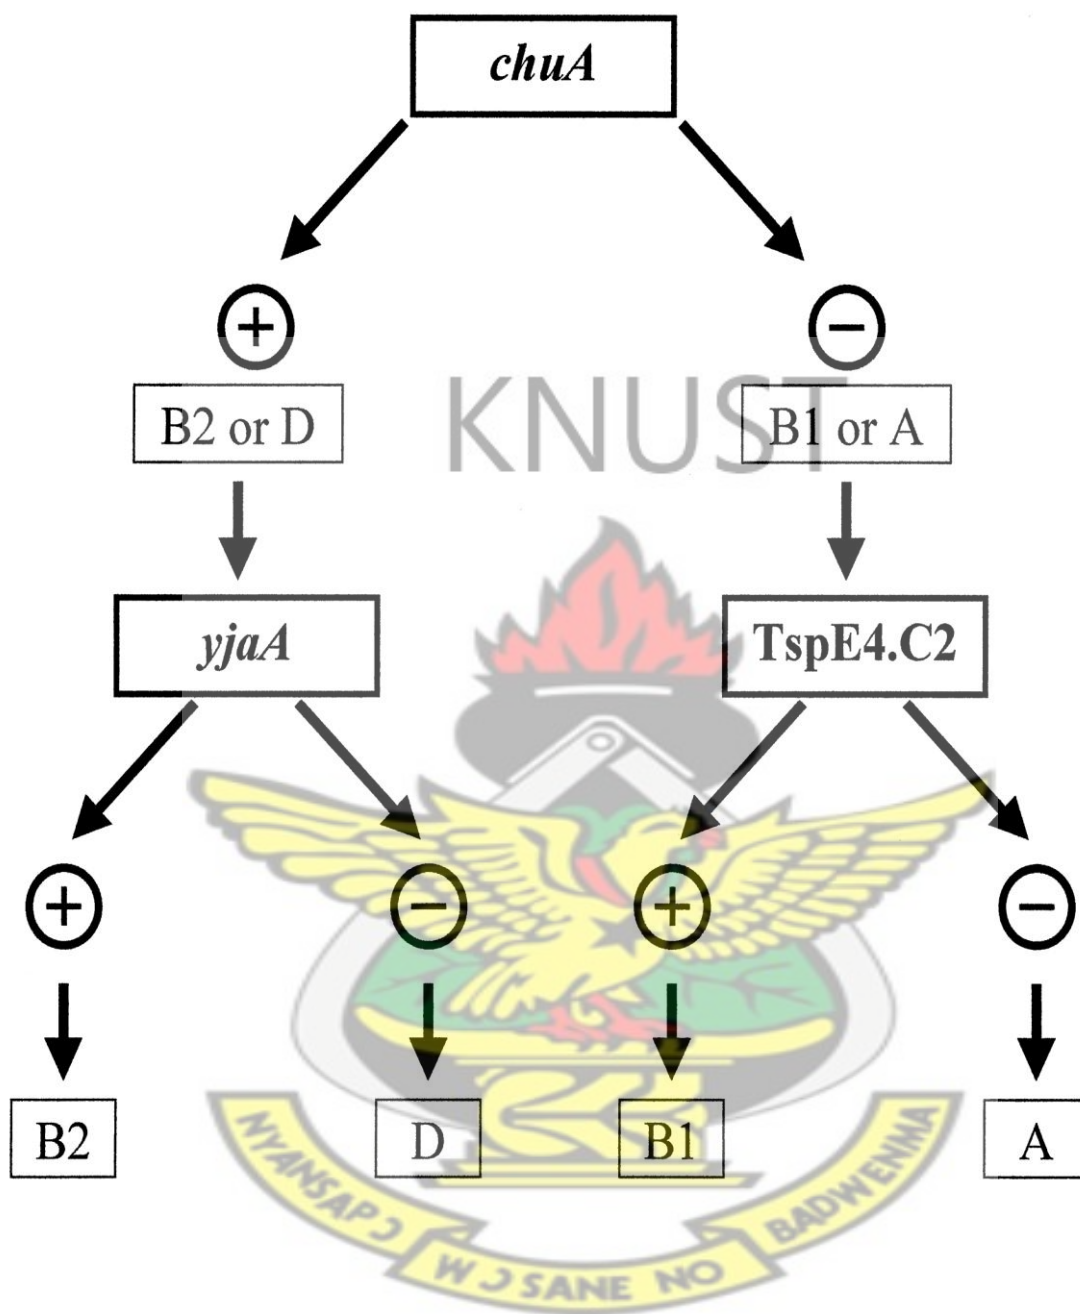 chuA
+ −
B2 or D B1 or A
KNUST
yjaA TspE4.C2
+ − + −
B2 D B1 A
NYANSAPƆ
WƆSANE NO
BADWENMA